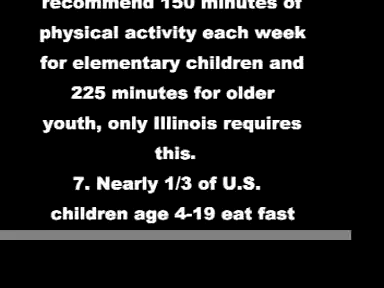 recommend 150 minutes of
physical activity each week
for elementary children and
225 minutes for older
youth, only Illinois requires
this.
7. Nearly 1/3 of U.S.
children age 4-19 eat fast